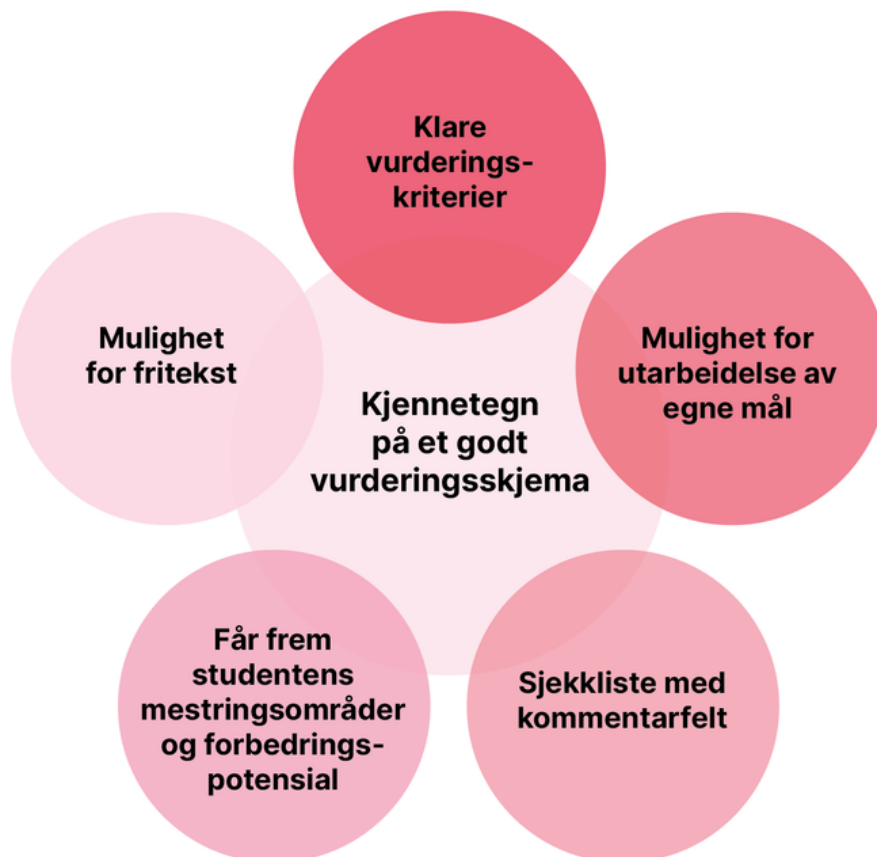 Klare
vurderings-
kriterier
Mulighet
for fritekst
Mulighet for
utarbeidelse av
egne mål
Kjennetegn
på et godt
vurderingsskjema
Får frem
studentens
mestringsområder
og forbedrings-
potensial
Sjekkliste med
kommentarfelt